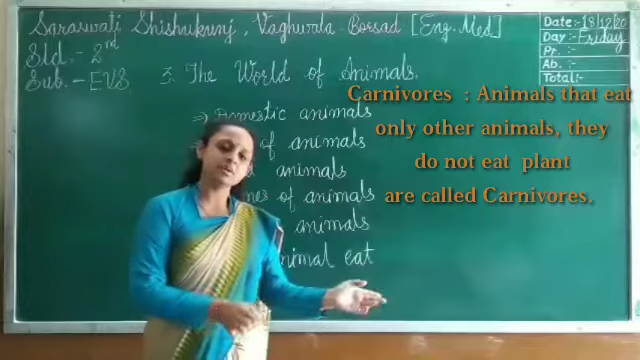 Saraswati Shishukunj, Vaghwala Borsad [Eng. Med]
Date:- 18/12/20
Day:- Friday
Pr. :-
Ab. :-
Total:-
Std.- 2nd
Sub.- EVS
3. The World of Animals.
⇒ Domestic animals
of animals
animals
of animals
animals
animal eat
Carnivores : Animals that eat
only other animals, they
do not eat plant
are called Carnivores.